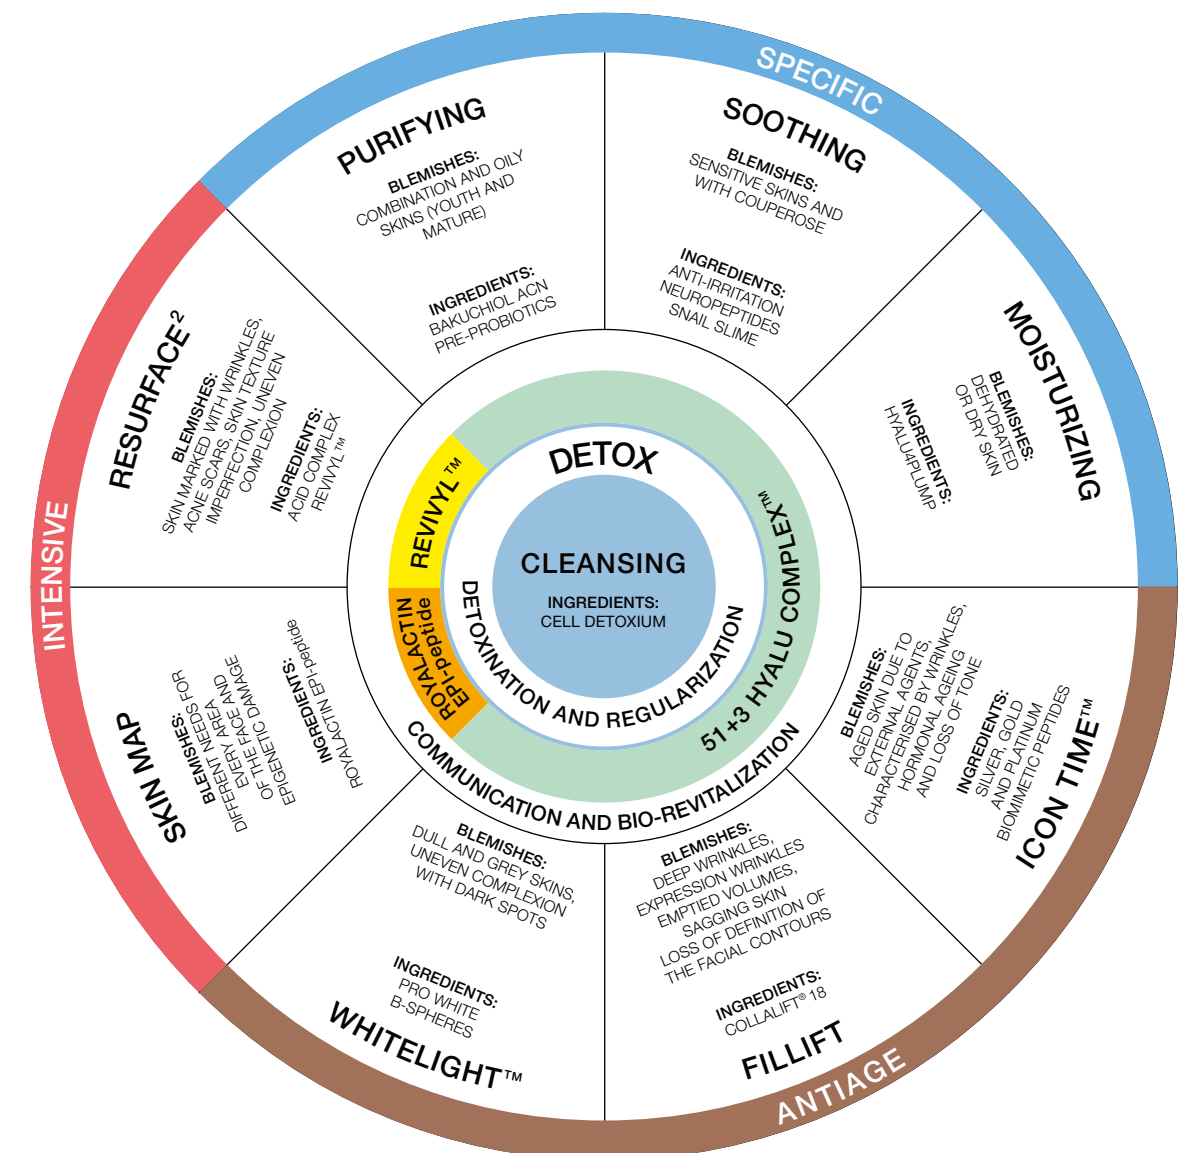 SPECIFIC
PURIFYING
BLEMISHES:
COMBINATION AND OILY
SKINS (YOUTH AND
MATURE)
INGREDIENTS:
BAKUCHIOL ACN
PRE-PROBIOTICS
SOOTHING
BLEMISHES:
SENSITIVE SKINS AND
WITH COUPEROSE
INGREDIENTS:
ANTI-IRRITATION
NEUROPEPTIDES
SNAIL SLIME
MOISTURIZING
BLEMISHES:
DEHYDRATED
OR DRY SKIN
INGREDIENTS:
HYALU4PLUMP
ANTIAGE
BLEMISHES:
AGED SKIN DUE TO
EXTERNAL AGENTS,
CHARACTERISED BY WRINKLES,
HORMONAL AGEING
AND LOSS OF TONE
INGREDIENTS:
SILVER, GOLD
AND PLATINUM
BIOMIMETIC PEPTIDES
ICON TIME™
BLEMISHES:
DEEP WRINKLES,
EXPRESSION WRINKLES
EMPTIED VOLUMES,
SAGGING SKIN
LOSS OF DEFINITION OF
THE FACIAL CONTOURS
INGREDIENTS:
COLLALIFT® 18
FILLIFT
BLEMISHES:
DULL AND GREY SKINS,
UNEVEN COMPLEXION
WITH DARK SPOTS
INGREDIENTS:
PRO WHITE
B-SPHERES
WHITELIGHT™
INTENSIVE
SKIN MAP
BLEMISHES:
DIFFERENT NEEDS FOR
EVERY AREA
OF THE FACE AND
EPIGENETIC DAMAGE
INGREDIENTS:
ROYALACTIN EPI-peptide
RESURFACE²
BLEMISHES:
SKIN MARKED WITH WRINKLES,
ACNE SCARS, SKIN TEXTURE
IMPERFECTION, UNEVEN
COMPLEXION
INGREDIENTS:
ACID COMPLEX
REVIVYL™
REVIVYL™
ROYALACTIN
EPI-peptide
51+3 HYALU COMPLEX™
COMMUNICATION AND BIO-REVITALIZATION
DETOX
DETOXINATION AND REGULARIZATION
CLEANSING
INGREDIENTS:
CELL DETOXIUM